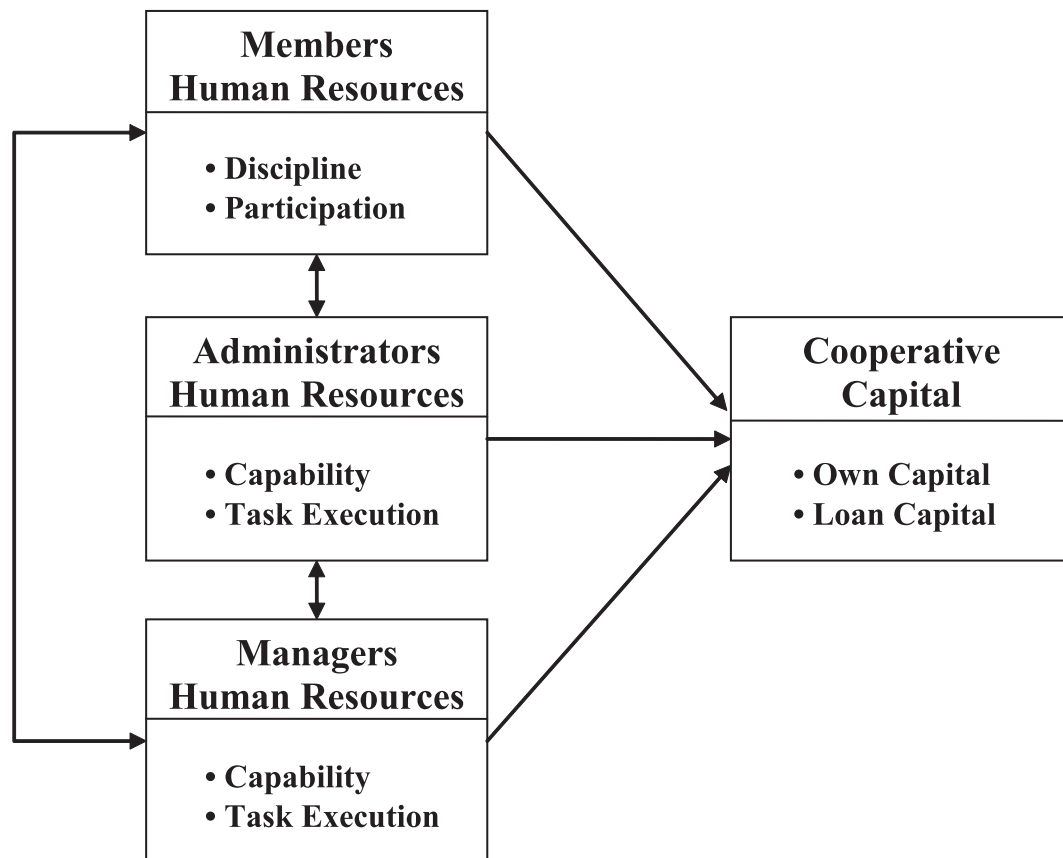 Members
Human Resources
• Discipline
• Participation
Administrators
Human Resources
• Capability
• Task Execution
Managers
Human Resources
• Capability
• Task Execution
Cooperative
Capital
• Own Capital
• Loan Capital